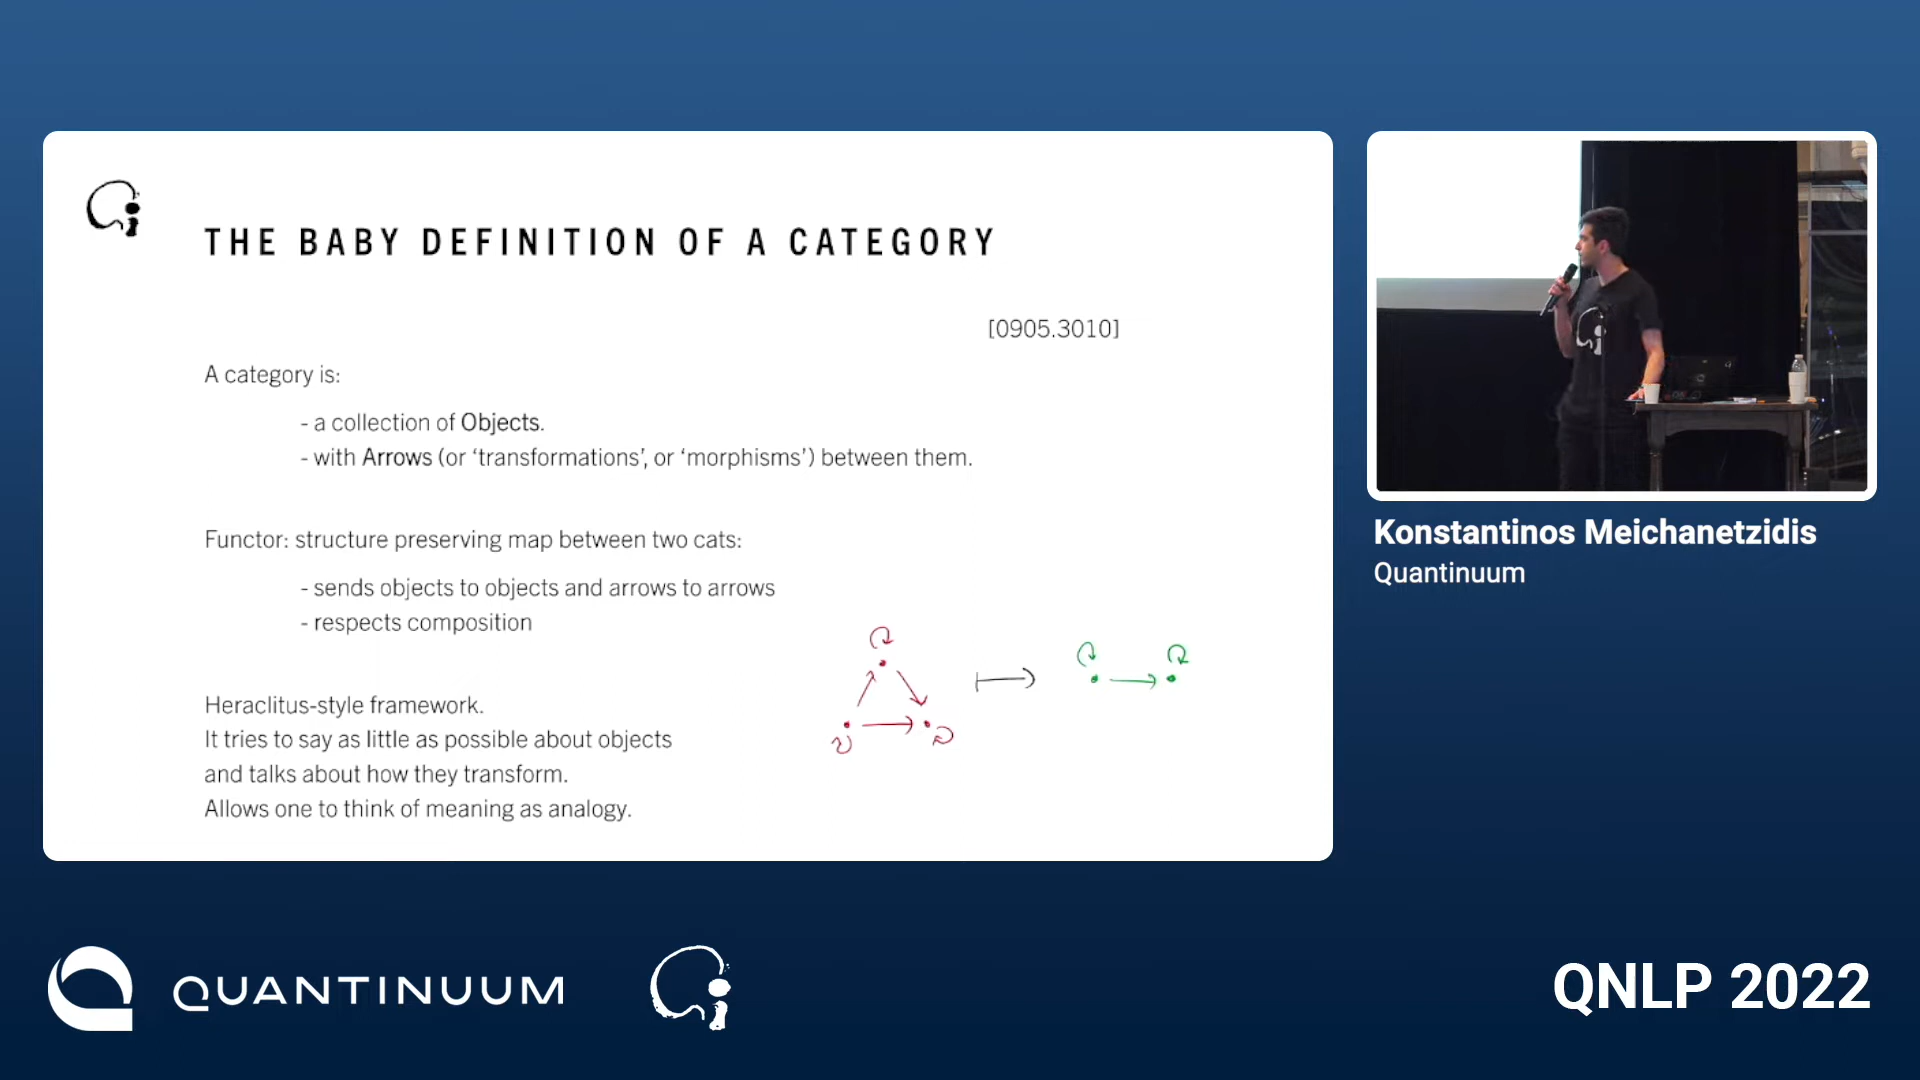 THE BABY DEFINITION OF A CATEGORY
[0905.3010]
A category is:
- a collection of Objects.
- with Arrows (or ‘transformations’, or ‘morphisms’) between them.
Functor: structure preserving map between two cats:
- sends objects to objects and arrows to arrows
- respects composition
Heraclitus-style framework.
It tries to say as little as possible about objects
and talks about how they transform.
Allows one to think of meaning as analogy.
Konstantinos Meichanetzidis
Quantinuum
QUANTINUUM
QNLP 2022